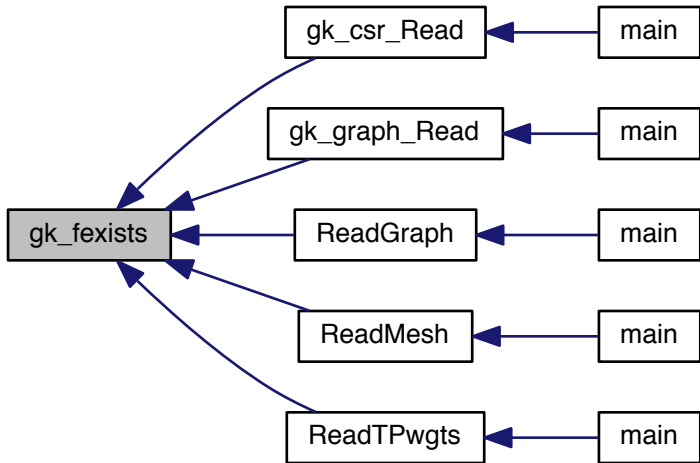 gk_csr_Read
main
gk_graph_Read
main
gk_fexists
ReadGraph
main
ReadMesh
main
ReadTPwgts
main